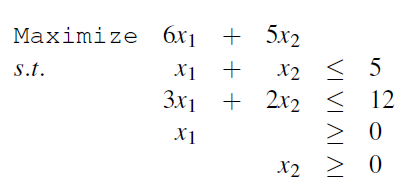 Maximize 6x₁ + 5x₂
s.t. x₁ + x₂ ≤ 5
3x₁ + 2x₂ ≤ 12
x₁ ≥ 0
x₂ ≥ 0